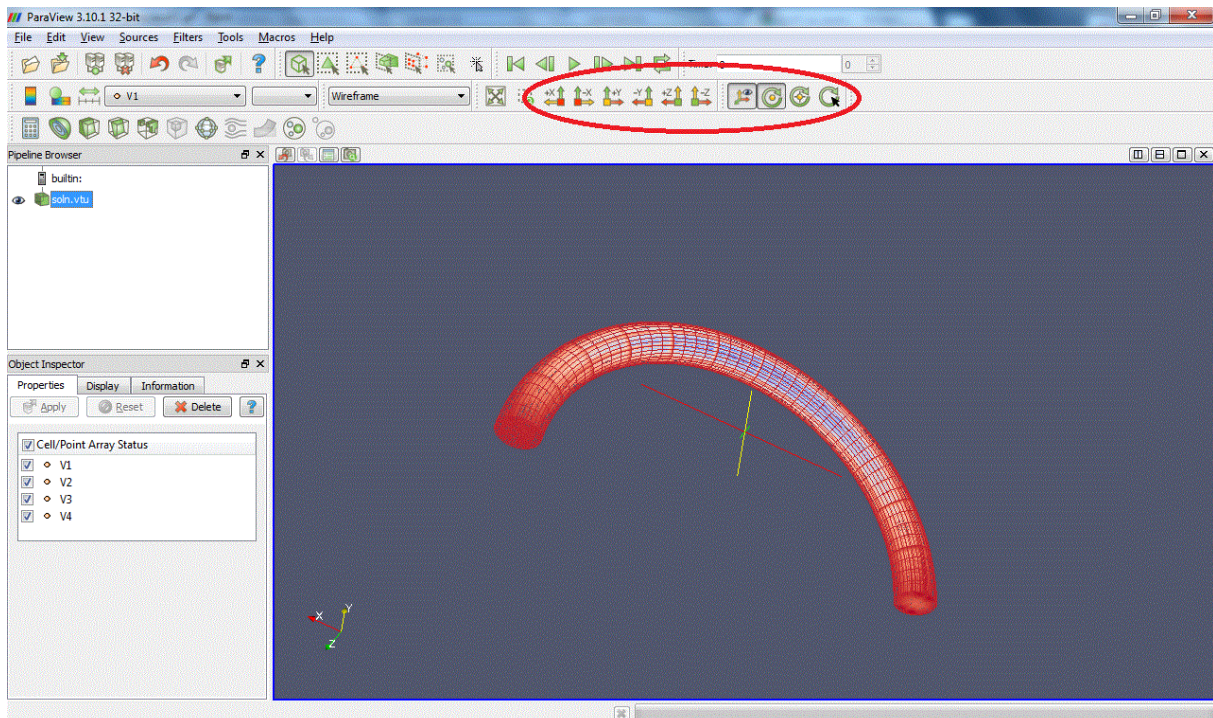 ParaView 3.10.1 32-bit
File Edit View Sources Filters Tools Macros Help
0
V1 Wireframe +X -X +Y -Y +Z -Z
Pipeline Browser
builtin:
soln.vtu
Object Inspector
Properties Display Information
Apply Reset Delete ?
Cell/Point Array Status
V1
V2
V3
V4
X Y
Z